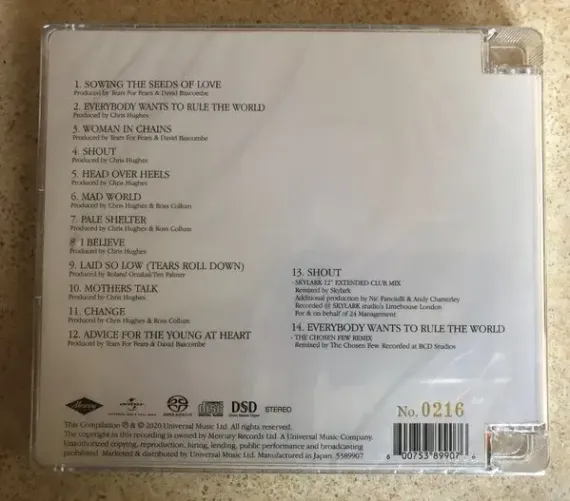 1. SOWING THE SEEDS OF LOVE
Produced by Tears For Fears & David Bascombe
2. EVERYBODY WANTS TO RULE THE WORLD
Produced by Chris Hughes
3. WOMAN IN CHAINS
Produced by Tears For Fears & David Bascombe
4. SHOUT
Produced by Chris Hughes
5. HEAD OVER HEELS
Produced by Chris Hughes
6. MAD WORLD
Produced by Chris Hughes & Ross Cullum
7. PALE SHELTER
Produced by Chris Hughes & Ross Cullum
8. I BELIEVE
Produced by Chris Hughes
9. LAID SO LOW (TEARS ROLL DOWN)
Produced by Roland Orzabal/Tim Palmer
10. MOTHERS TALK
Produced by Chris Hughes
11. CHANGE
Produced by Chris Hughes & Ross Cullum
12. ADVICE FOR THE YOUNG AT HEART
Produced by Tears For Fears & David Bascombe
13. SHOUT
- SKYLARK 12" EXTENDED CLUB MIX
Remixed by Skylark
Additional production by Nic Fanciulli & Andy Chatterley
Recorded @ SKYLARK studios Limehouse London
For & on behalf of 24 Management
14. EVERYBODY WANTS TO RULE THE WORLD
- THE CHOSEN FEW REMIX
Remixed by The Chosen Few Recorded at BCD Studios
Mercury
UNIVERSAL
DSD
STEREO
No. 0216
This Compilation ℗ & © 2020 Universal Music Ltd. All rights reserved.
The copyright in this recording is owned by Mercury Records Ltd. A Universal Music Company.
Unauthorized copying, reproduction, hiring, lending, public performance and broadcasting
prohibited. Marketed & distributed by Universal Music Ltd. Manufactured in Japan. 5389907
6 00753 89907 6